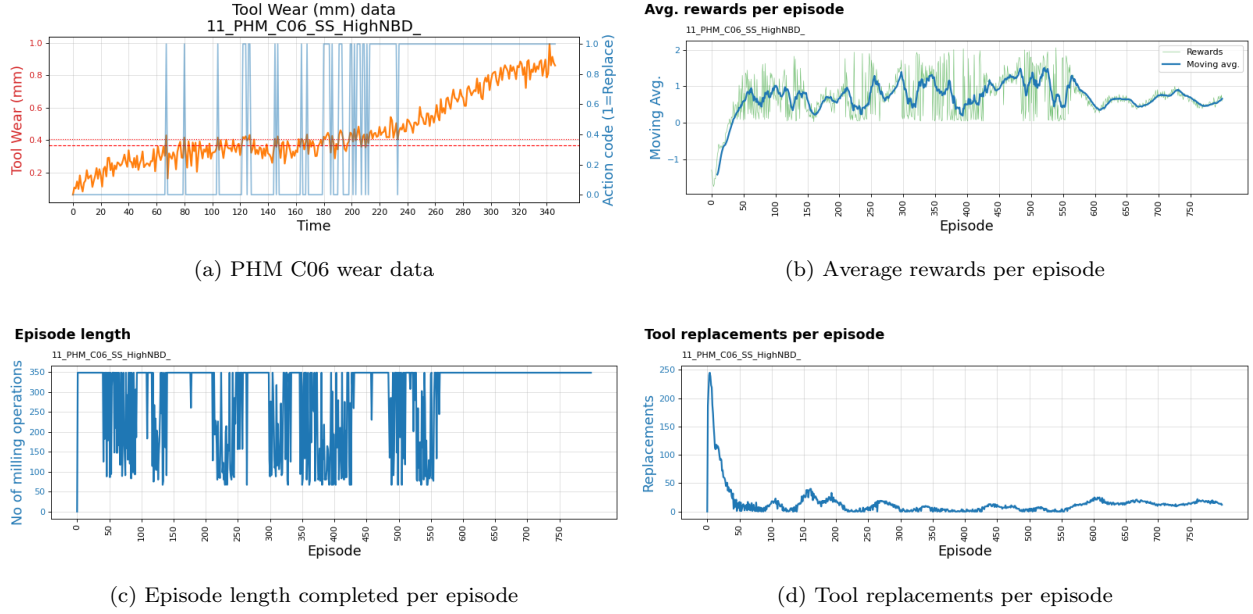 Tool Wear (mm) data
11_PHM_C06_SS_HighNBD_
Tool Wear (mm)
1.0
0.8
0.6
0.4
0.2
Action code (1=Replace)
1.0
0.8
0.6
0.4
0.2
0.0
0 20 40 60 80 100 120 140 160 180 200 220 240 260 280 300 320 340
Time
(a) PHM C06 wear data
Avg. rewards per episode
11_PHM_C06_SS_HighNBD_
Rewards
Moving avg.
Moving Avg.
2
1
0
−1
0 50 100 150 200 250 300 350 400 450 500 550 600 650 700 750
Episode
(b) Average rewards per episode
Episode length
11_PHM_C06_SS_HighNBD_
No of milling operations
350
300
250
200
150
100
50
0
0 50 100 150 200 250 300 350 400 450 500 550 600 650 700 750
Episode
(c) Episode length completed per episode
Tool replacements per episode
11_PHM_C06_SS_HighNBD_
Replacements
250
200
150
100
50
0
0 50 100 150 200 250 300 350 400 450 500 550 600 650 700 750
Episode
(d) Tool replacements per episode